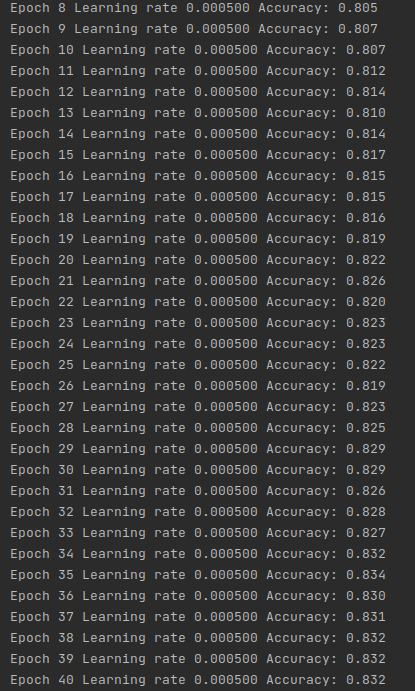 Epoch 8 Learning rate 0.000500 Accuracy: 0.805
Epoch 9 Learning rate 0.000500 Accuracy: 0.807
Epoch 10 Learning rate 0.000500 Accuracy: 0.807
Epoch 11 Learning rate 0.000500 Accuracy: 0.812
Epoch 12 Learning rate 0.000500 Accuracy: 0.814
Epoch 13 Learning rate 0.000500 Accuracy: 0.810
Epoch 14 Learning rate 0.000500 Accuracy: 0.814
Epoch 15 Learning rate 0.000500 Accuracy: 0.817
Epoch 16 Learning rate 0.000500 Accuracy: 0.815
Epoch 17 Learning rate 0.000500 Accuracy: 0.815
Epoch 18 Learning rate 0.000500 Accuracy: 0.816
Epoch 19 Learning rate 0.000500 Accuracy: 0.819
Epoch 20 Learning rate 0.000500 Accuracy: 0.822
Epoch 21 Learning rate 0.000500 Accuracy: 0.826
Epoch 22 Learning rate 0.000500 Accuracy: 0.820
Epoch 23 Learning rate 0.000500 Accuracy: 0.823
Epoch 24 Learning rate 0.000500 Accuracy: 0.823
Epoch 25 Learning rate 0.000500 Accuracy: 0.822
Epoch 26 Learning rate 0.000500 Accuracy: 0.819
Epoch 27 Learning rate 0.000500 Accuracy: 0.823
Epoch 28 Learning rate 0.000500 Accuracy: 0.825
Epoch 29 Learning rate 0.000500 Accuracy: 0.829
Epoch 30 Learning rate 0.000500 Accuracy: 0.829
Epoch 31 Learning rate 0.000500 Accuracy: 0.826
Epoch 32 Learning rate 0.000500 Accuracy: 0.828
Epoch 33 Learning rate 0.000500 Accuracy: 0.827
Epoch 34 Learning rate 0.000500 Accuracy: 0.832
Epoch 35 Learning rate 0.000500 Accuracy: 0.834
Epoch 36 Learning rate 0.000500 Accuracy: 0.830
Epoch 37 Learning rate 0.000500 Accuracy: 0.831
Epoch 38 Learning rate 0.000500 Accuracy: 0.832
Epoch 39 Learning rate 0.000500 Accuracy: 0.832
Epoch 40 Learning rate 0.000500 Accuracy: 0.832